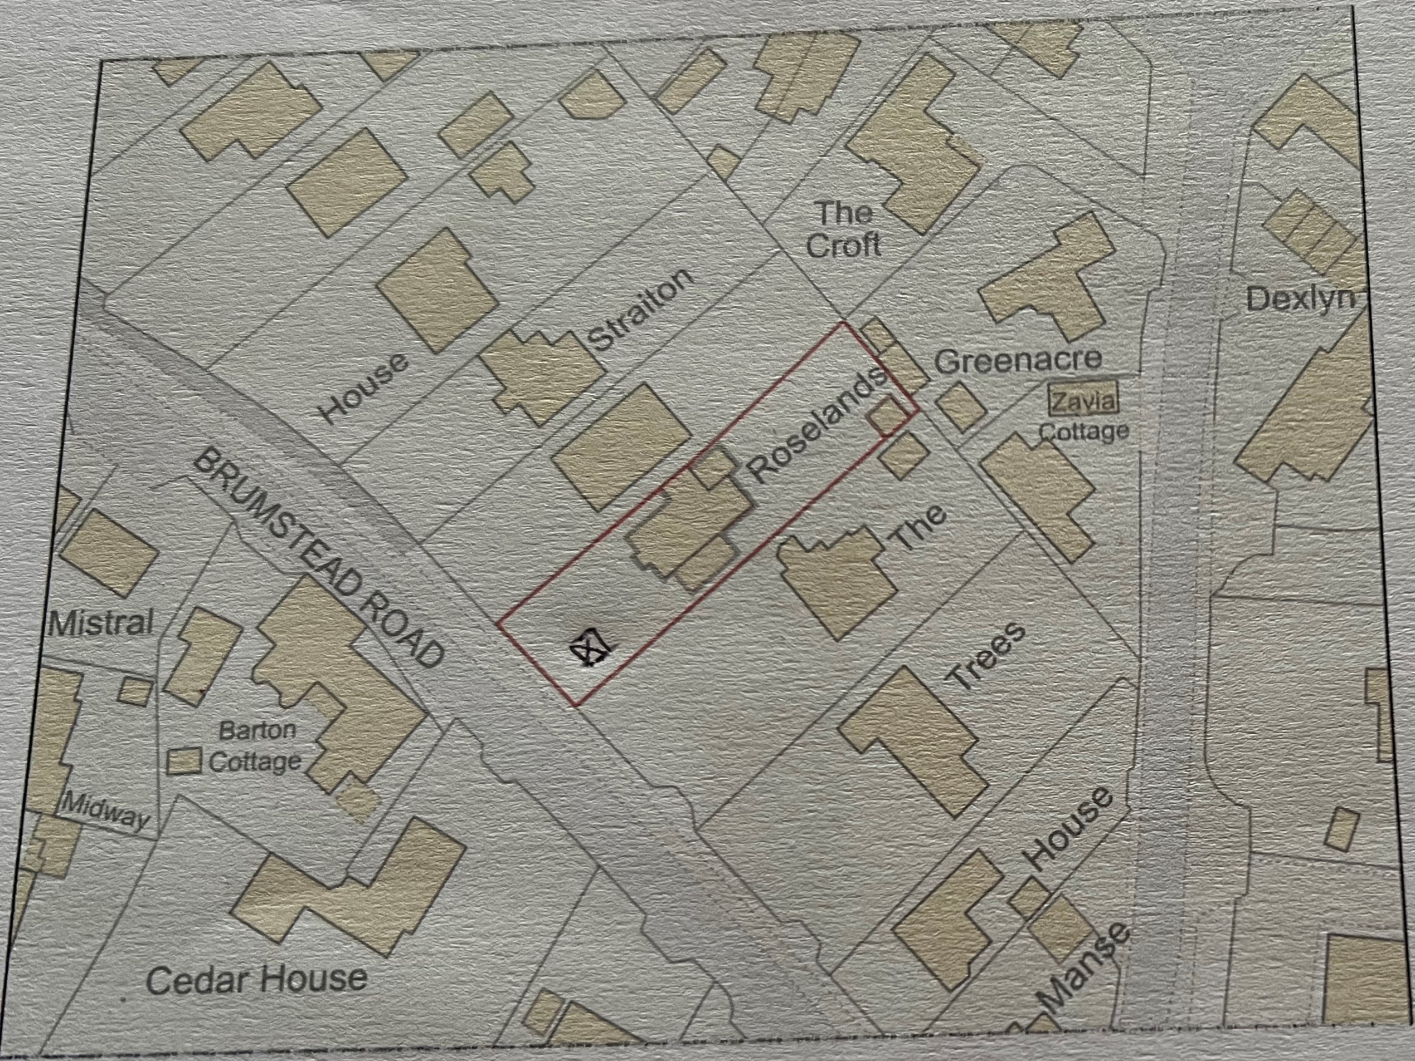 The
Croft
Straiton
Dexlyn
House
Greenacre
Roselands
Zavia
Cottage
BRUMSTEAD ROAD
The
Mistral
Trees
Barton
Cottage
Midway
House
Manse
Cedar House